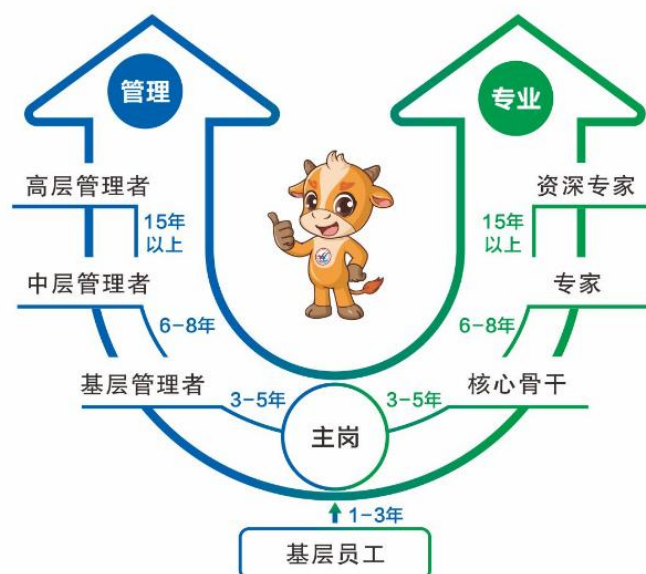 管理
专业
高层管理者
资深专家
15年
以上
15年
以上
中层管理者
专家
6-8年
6-8年
基层管理者
核心骨干
3-5年
3-5年
主岗
1-3年
基层员工